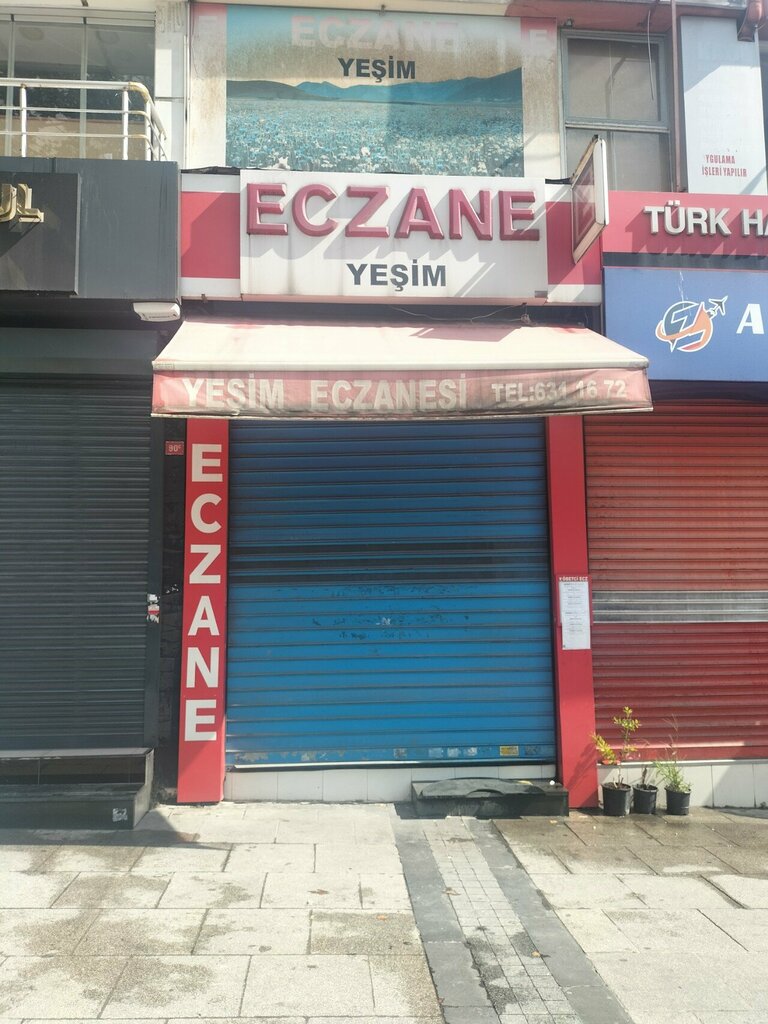 ECZANE
YEŞİM
ECZANE
YEŞİM
YGULAMA
İŞLERİ YAPILIR
TÜRK HA
A
YEŞİM ECZANESİ TEL:631 16 72
ECZANE